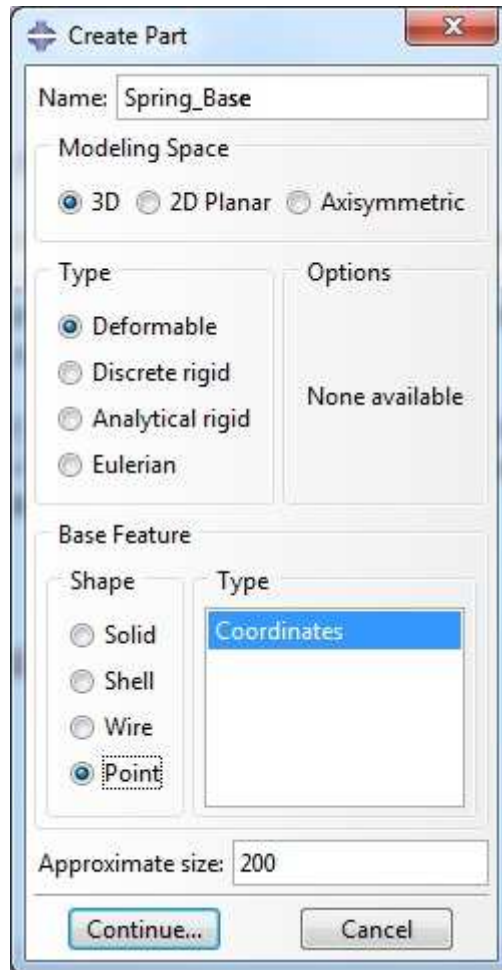 Create Part
Name: Spring_Base
Modeling Space
3D 2D Planar Axisymmetric
Type
Deformable
Discrete rigid
Analytical rigid
Eulerian
Options
None available
Base Feature
Shape
Solid
Shell
Wire
Point
Type
Coordinates
Approximate size: 200
Continue... Cancel